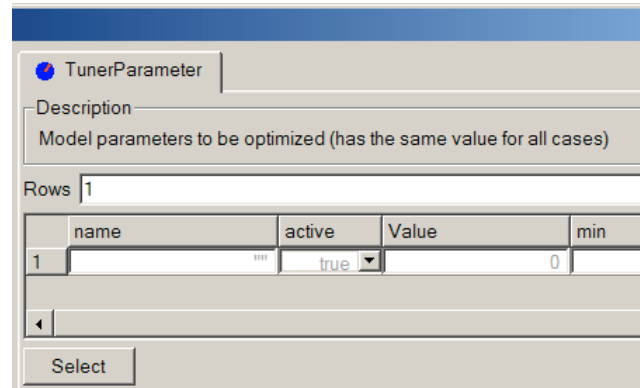 TunerParameter
Description
Model parameters to be optimized (has the same value for all cases)
Rows 1
name active Value min
1 "" true 0
Select